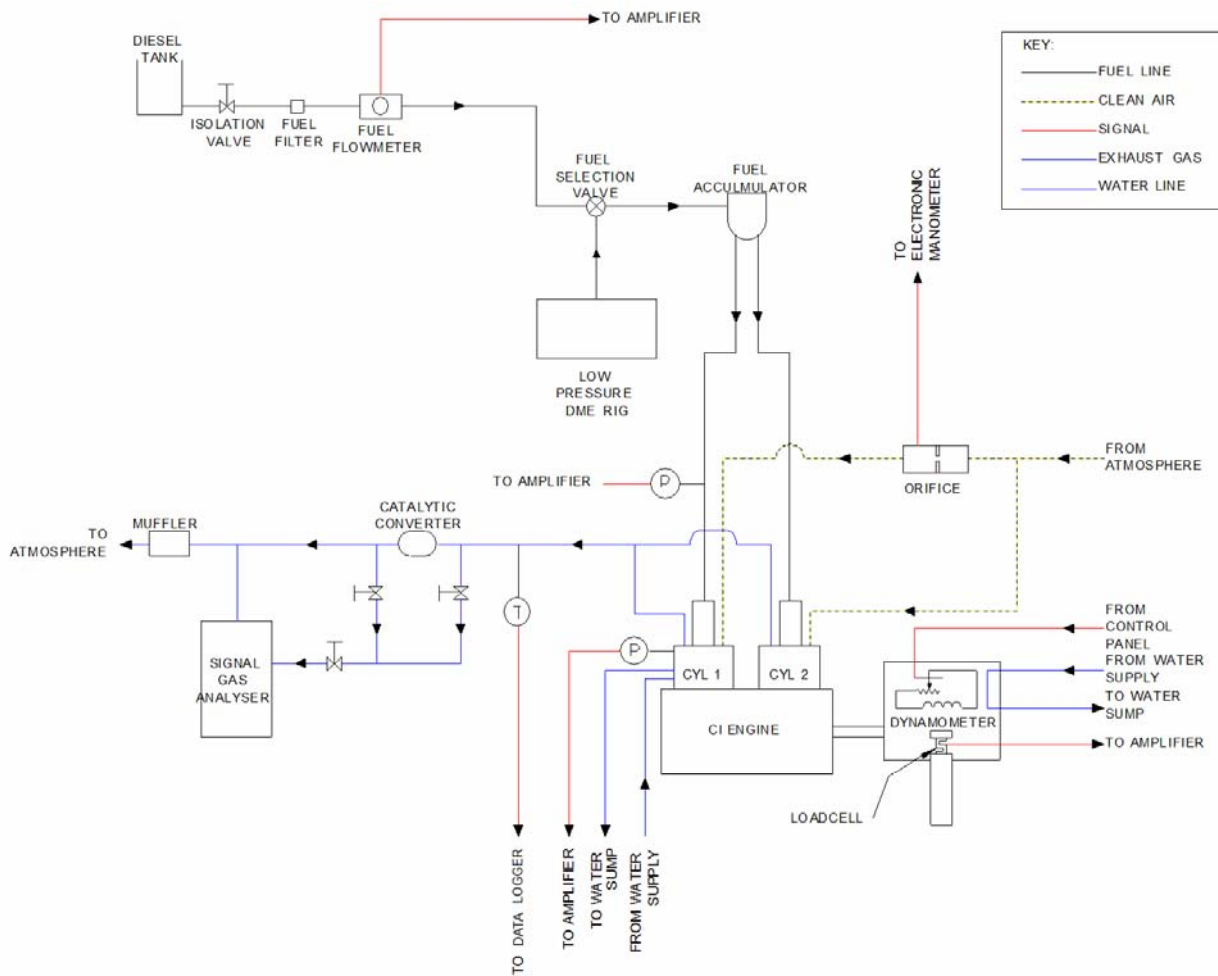 TO AMPLIFIER
DIESEL
TANK
ISOLATION
VALVE
FUEL
FILTER
FUEL
FLOWMETER
KEY:
FUEL LINE
CLEAN AIR
SIGNAL
EXHAUST GAS
WATER LINE
FUEL
SELECTION
VALVE
FUEL
ACCULMULATOR
TO
ELECTRONIC
MANOMETER
LOW
PRESSURE
DME RIG
FROM
ATMOSPHERE
ORIFICE
TO AMPLIFIER
P
CATALYTIC
CONVERTER
MUFFLER
TO
ATMOSPHERE
T
P
SIGNAL
GAS
ANALYSER
CYL 1
CYL 2
CI ENGINE
FROM
CONTROL
PANEL
FROM WATER
SUPPLY
TO WATER
SUMP
DYNAMOMETER
TO AMPLIFIER
LOADCELL
TO DATA LOGGER
TO AMPLIFIER
TO WATER
SUMP
FROM WATER
SUPPLY